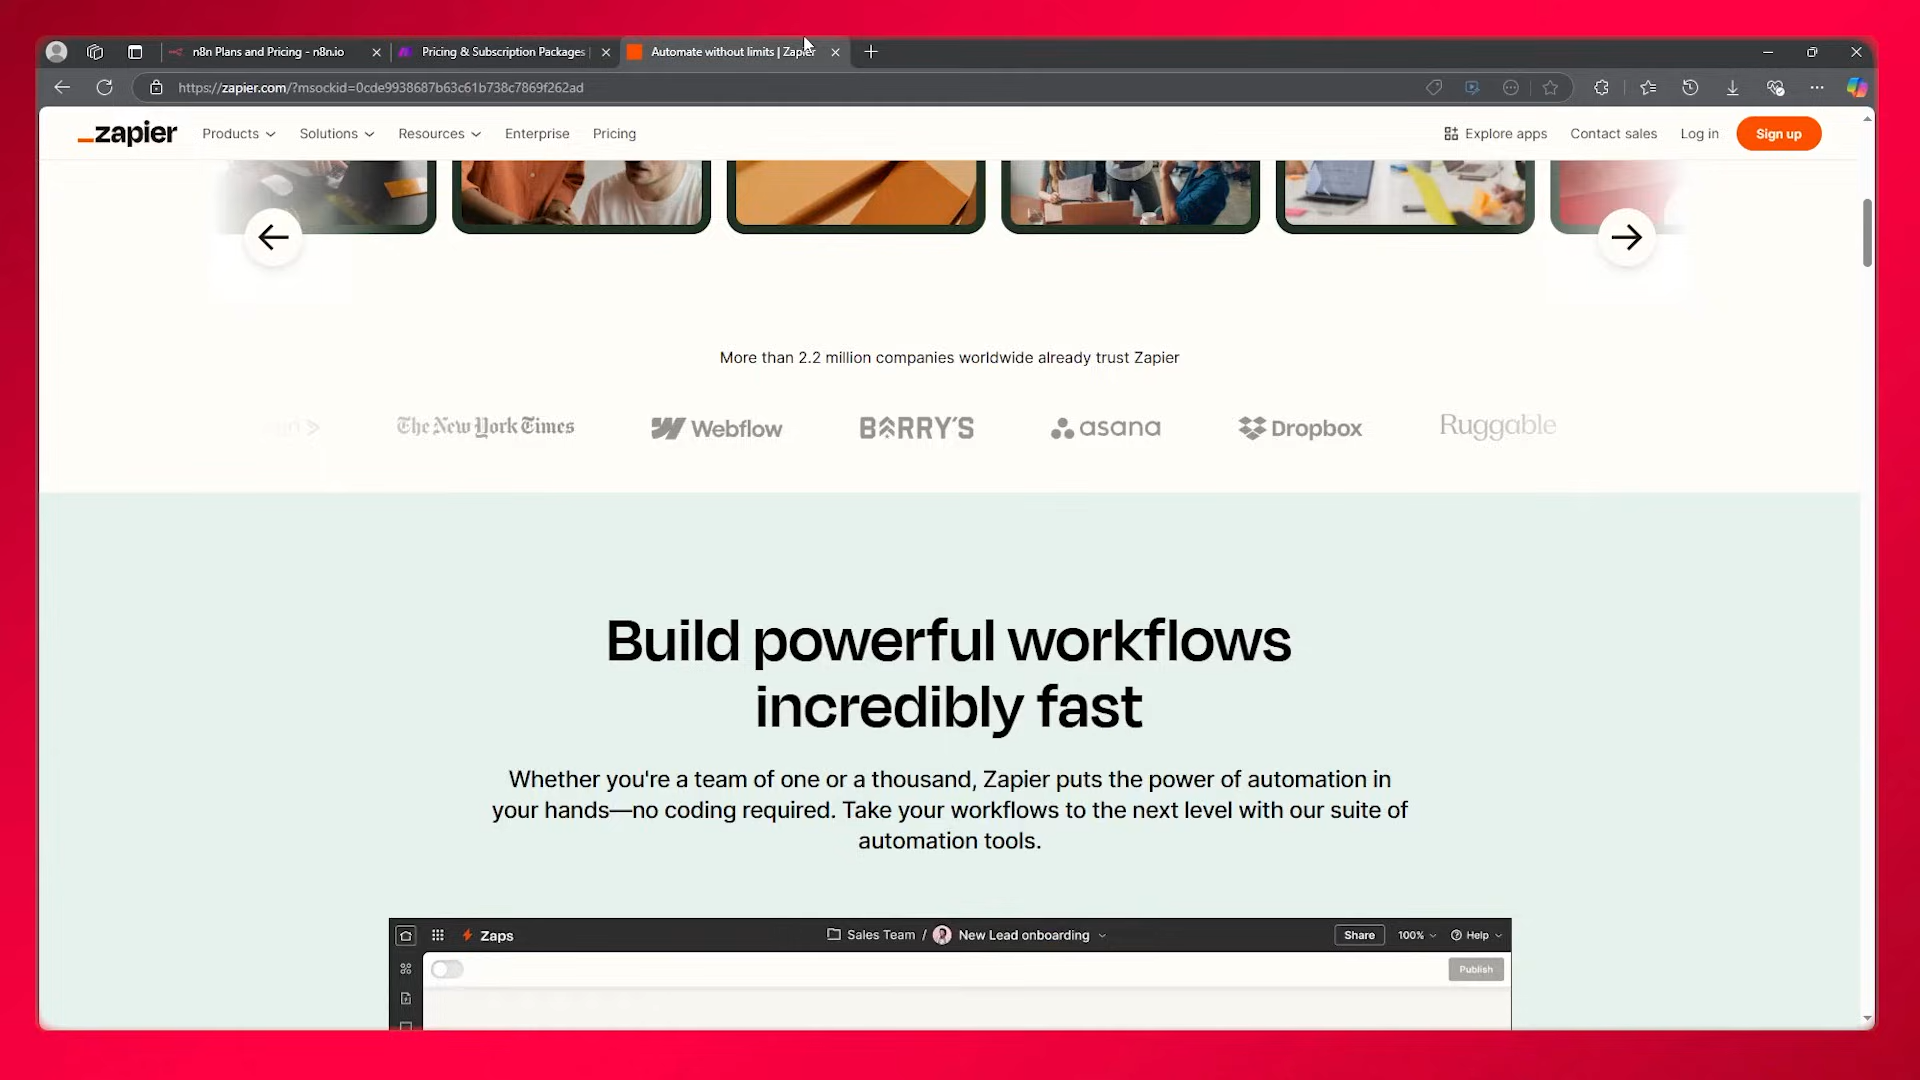 n8n Plans and Pricing - n8n.io
Pricing & Subscription Packages
Automate without limits | Zapier
https://zapier.com/?msockid=0cde9938687b63c61b738c7869f262ad
zapier
Products
Solutions
Resources
Enterprise
Pricing
Explore apps
Contact sales
Log in
Sign up
More than 2.2 million companies worldwide already trust Zapier
The New York Times
Webflow
BARRY'S
asana
Dropbox
Ruggable
Build powerful workflows
incredibly fast
Whether you're a team of one or a thousand, Zapier puts the power of automation in
your hands—no coding required. Take your workflows to the next level with our suite of
automation tools.
Zaps
Sales Team / New Lead onboarding
Share
100%
Help
Publish